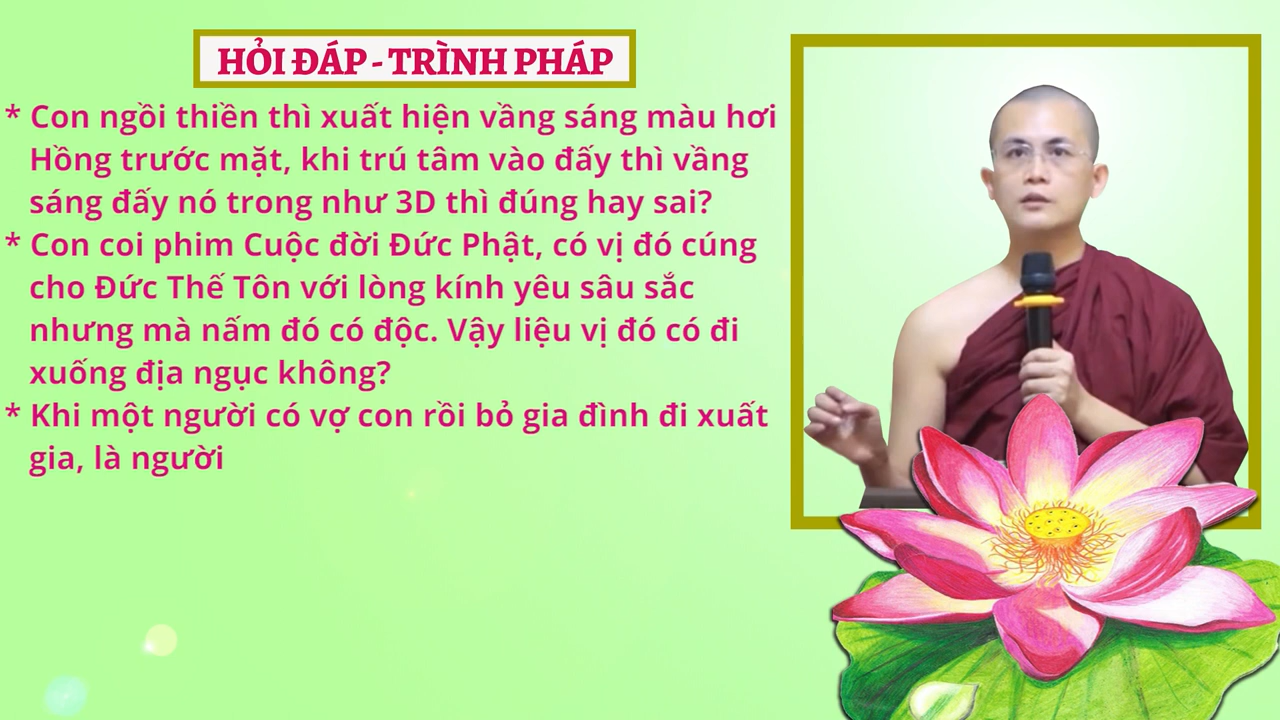 HỎI ĐÁP - TRÌNH PHÁP
* Con ngồi thiền thì xuất hiện vầng sáng màu hơi
Hồng trước mặt, khi trú tâm vào đấy thì vầng
sáng đấy nó trong như 3D thì đúng hay sai?
* Con coi phim Cuộc đời Đức Phật, có vị đó cúng
cho Đức Thế Tôn với lòng kính yêu sâu sắc
nhưng mà nấm đó có độc. Vậy liệu vị đó có đi
xuống địa ngục không?
* Khi một người có vợ con rồi bỏ gia đình đi xuất
gia, là người